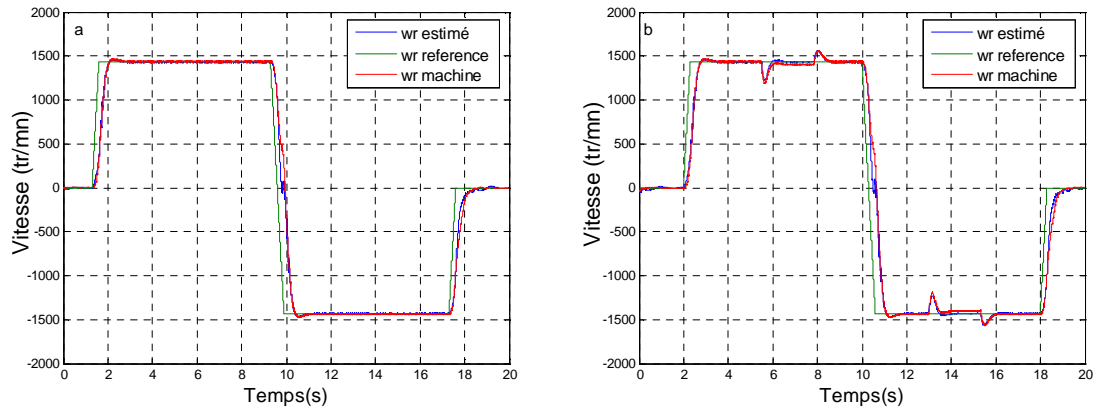 a
wr estimé
wr reference
wr machine
2000
1500
1000
500
0
-500
-1000
-1500
-2000
Vitesse (tr/mn)
0 2 4 6 8 10 12 14 16 18 20
Temps(s)
b
wr estimé
wr reference
wr machine
2000
1500
1000
500
0
-500
-1000
-1500
-2000
Vitesse (tr/mn)
0 2 4 6 8 10 12 14 16 18 20
Temps(s)